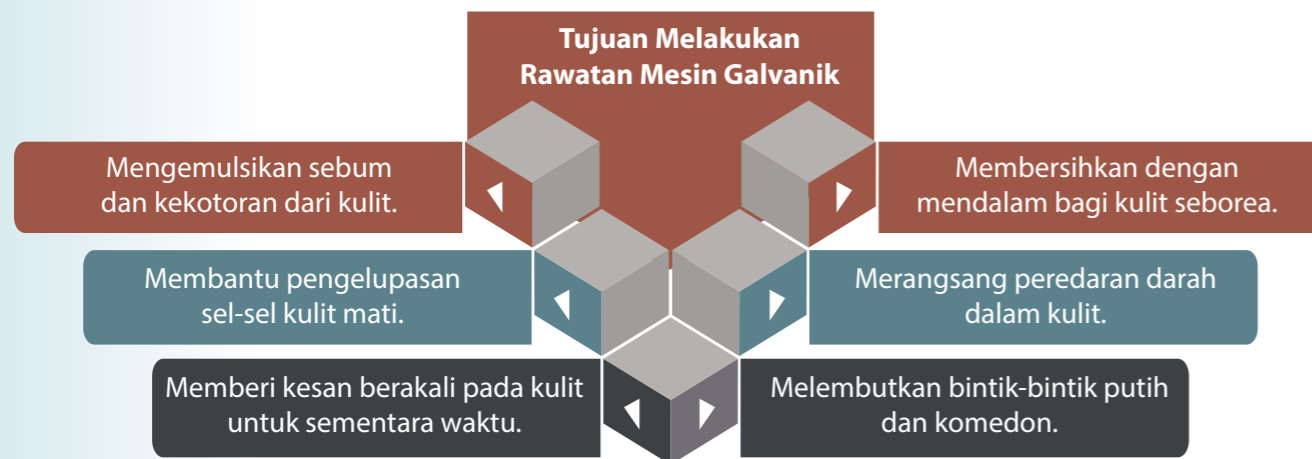 Tujuan Melakukan
Rawatan Mesin Galvanik
Mengemulsikan sebum
dan kekotoran dari kulit.
Membersihkan dengan
mendalam bagi kulit seborea.
Membantu pengelupasan
sel-sel kulit mati.
Merangsang peredaran darah
dalam kulit.
Memberi kesan berakali pada kulit
untuk sementara waktu.
Melembutkan bintik-bintik putih
dan komedon.